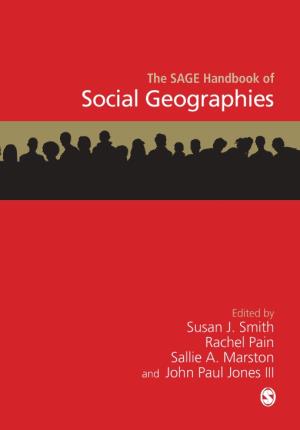 The SAGE Handbook of
Social Geographies
Edited by
Susan J. Smith
Rachel Pain
Sallie A. Marston
and John Paul Jones III